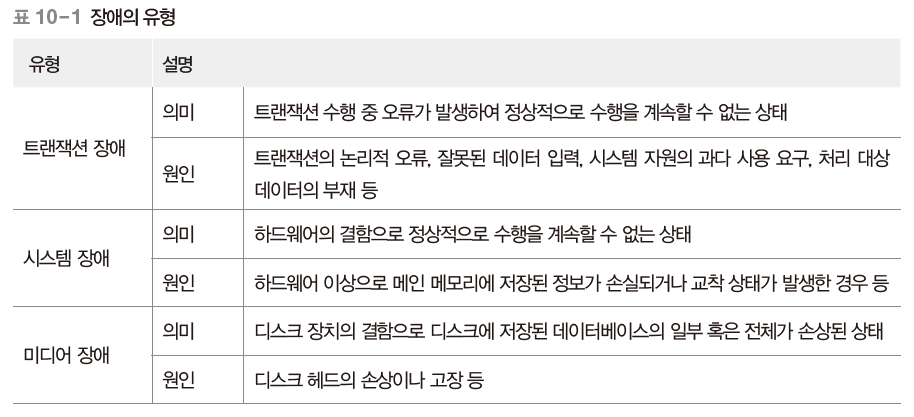 표 10-1 장애의 유형
유형 설명
트랜잭션 장애
의미 트랜잭션 수행 중 오류가 발생하여 정상적으로 수행을 계속할 수 없는 상태
원인 트랜잭션의 논리적 오류, 잘못된 데이터 입력, 시스템 자원의 과다 사용 요구, 처리 대상
데이터의 부재 등
시스템 장애
의미 하드웨어의 결함으로 정상적으로 수행을 계속할 수 없는 상태
원인 하드웨어 이상으로 메인 메모리에 저장된 정보가 손실되거나 교착 상태가 발생한 경우 등
미디어 장애
의미 디스크 장치의 결함으로 디스크에 저장된 데이터베이스의 일부 혹은 전체가 손상된 상태
원인 디스크 헤드의 손상이나 고장 등